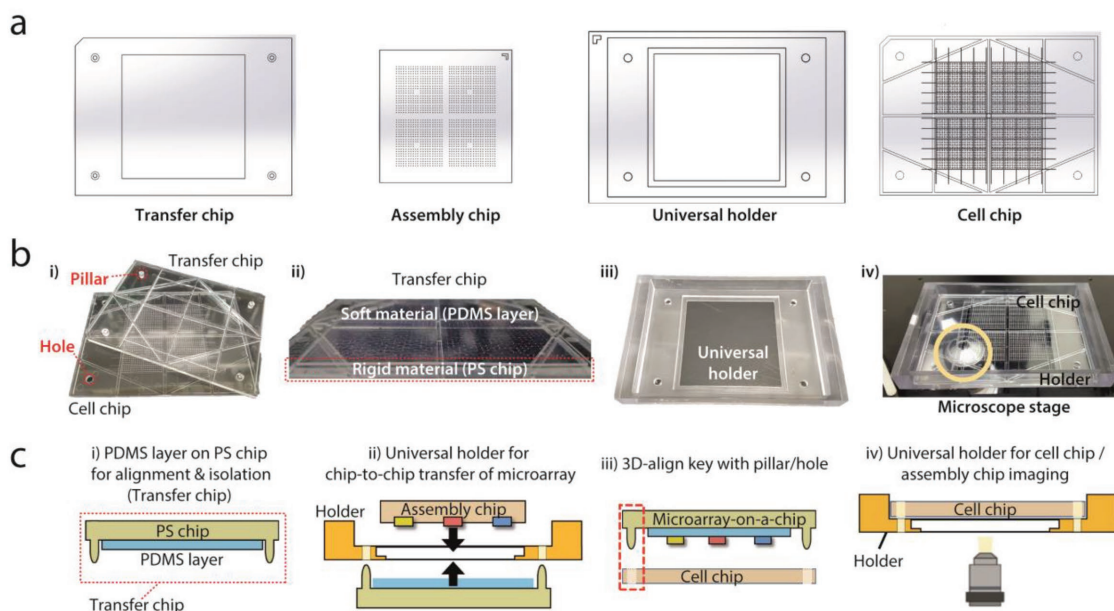 a
Transfer chip
Assembly chip
Universal holder
Cell chip
b
i)
Pillar
Transfer chip
Hole
Cell chip
ii)
Transfer chip
Soft material (PDMS layer)
Rigid material (PS chip)
iii)
Universal
holder
iv)
Cell chip
Holder
Microscope stage
c
i) PDMS layer on PS chip
for alignment & isolation
(Transfer chip)
PS chip
PDMS layer
Transfer chip
ii) Universal holder for
chip-to-chip transfer of microarray
Holder
Assembly chip
iii) 3D-align key with pillar/hole
Microarray-on-a-chip
Cell chip
iv) Universal holder for cell chip /
assembly chip imaging
Cell chip
Holder